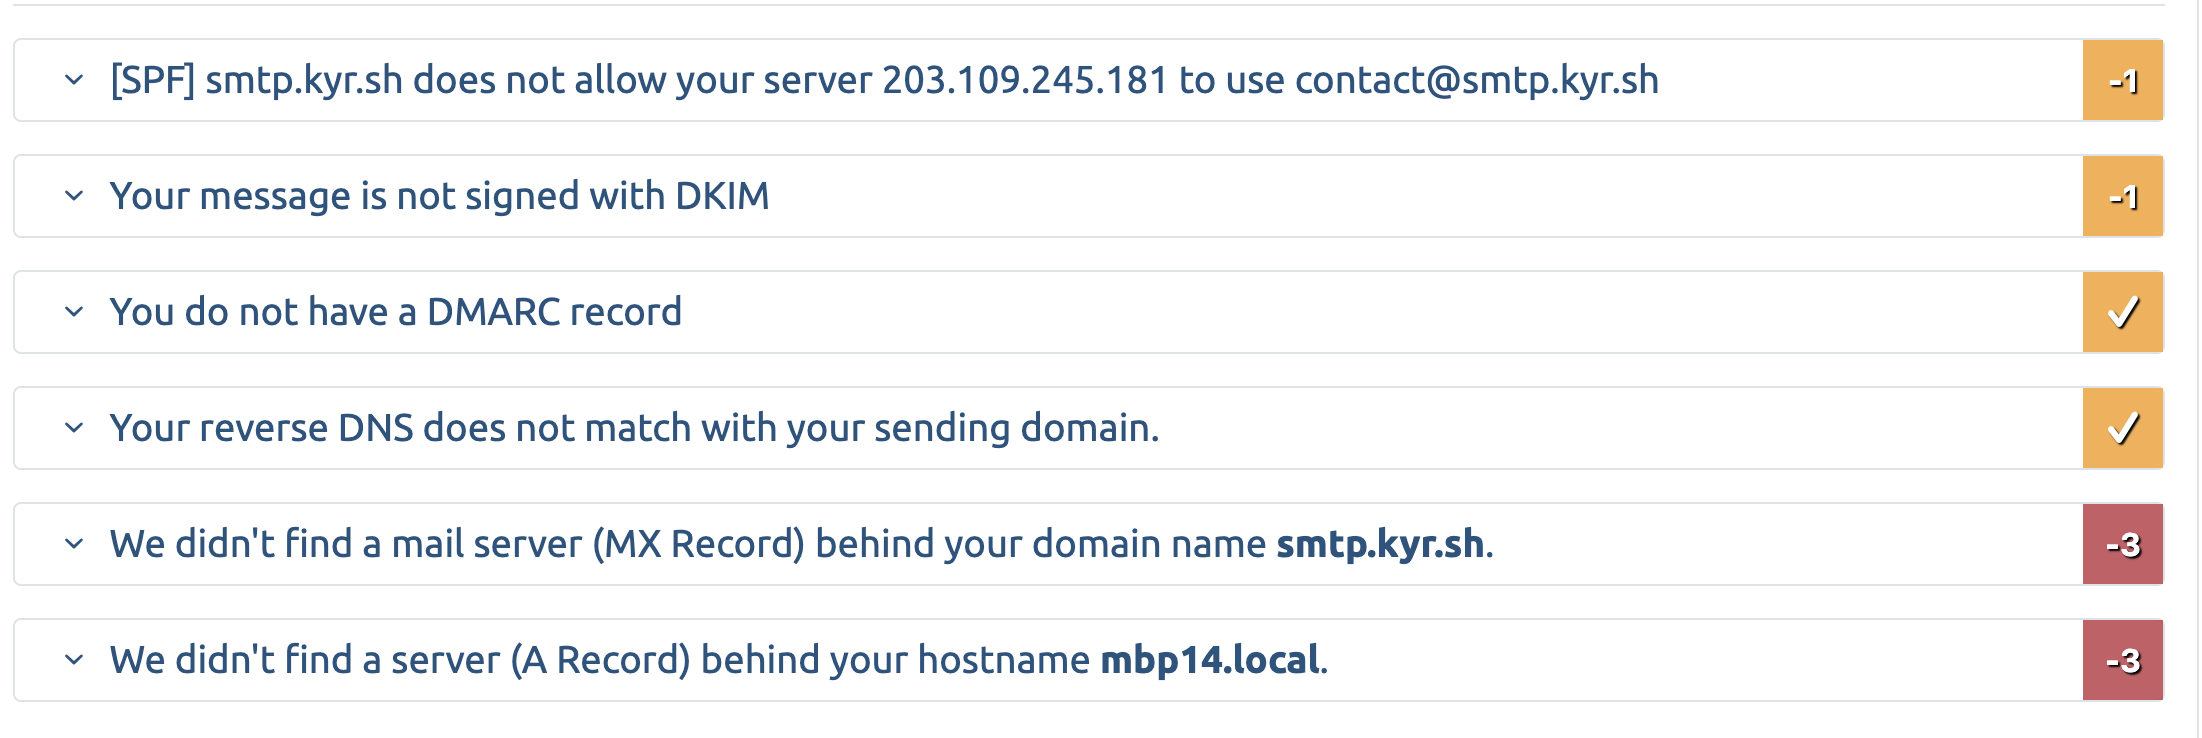 [SPF] smtp.kyr.sh does not allow your server 203.109.245.181 to use contact@smtp.kyr.sh -1
Your message is not signed with DKIM -1
You do not have a DMARC record
Your reverse DNS does not match with your sending domain.
We didn't find a mail server (MX Record) behind your domain name smtp.kyr.sh. -3
We didn't find a server (A Record) behind your hostname mbp14.local. -3